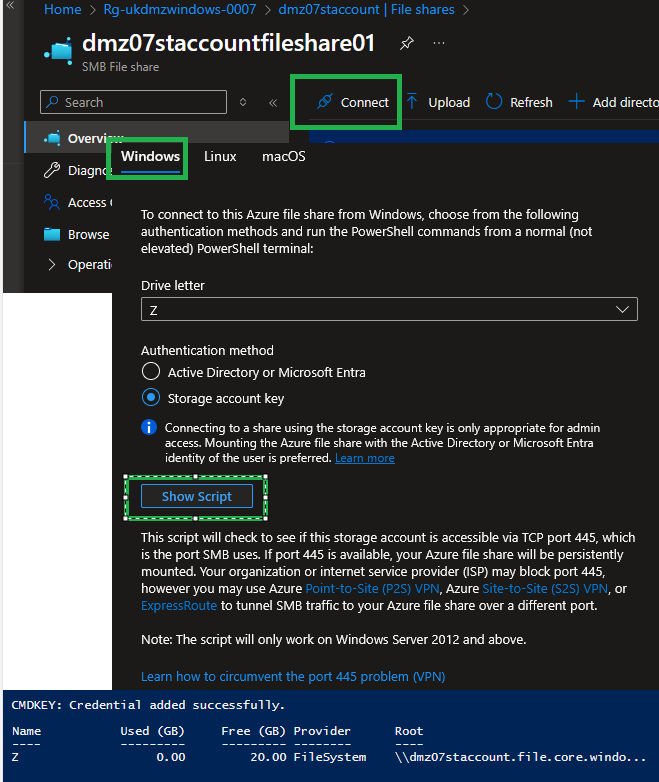 Home > Rg-ukdmzwindows-0007 > dmz07staccount | File shares >
dmz07staccountfileshare01
SMB File share
Search
Connect
Upload
Refresh
Add directo
Overview
Windows
Linux
macOS
Diagno
Access
Browse
Operati
To connect to this Azure file share from Windows, choose from the following
authentication methods and run the PowerShell commands from a normal (not
elevated) PowerShell terminal:
Drive letter
Z
Authentication method
Active Directory or Microsoft Entra
Storage account key
Connecting to a share using the storage account key is only appropriate for admin
access. Mounting the Azure file share with the Active Directory or Microsoft Entra
identity of the user is preferred. Learn more
Show Script
This script will check to see if this storage account is accessible via TCP port 445, which
is the port SMB uses. If port 445 is available, your Azure file share will be persistently
mounted. Your organization or internet service provider (ISP) may block port 445,
however you may use Azure Point-to-Site (P2S) VPN, Azure Site-to-Site (S2S) VPN, or
ExpressRoute to tunnel SMB traffic to your Azure file share over a different port.
Note: The script will only work on Windows Server 2012 and above.
Learn how to circumvent the port 445 problem (VPN)
CMDKEY: Credential added successfully.
Name Used (GB) Free (GB) Provider Root
---- --------- --------- -------- ----
Z 0.00 20.00 FileSystem \\dmz07staccount.file.core.windo...